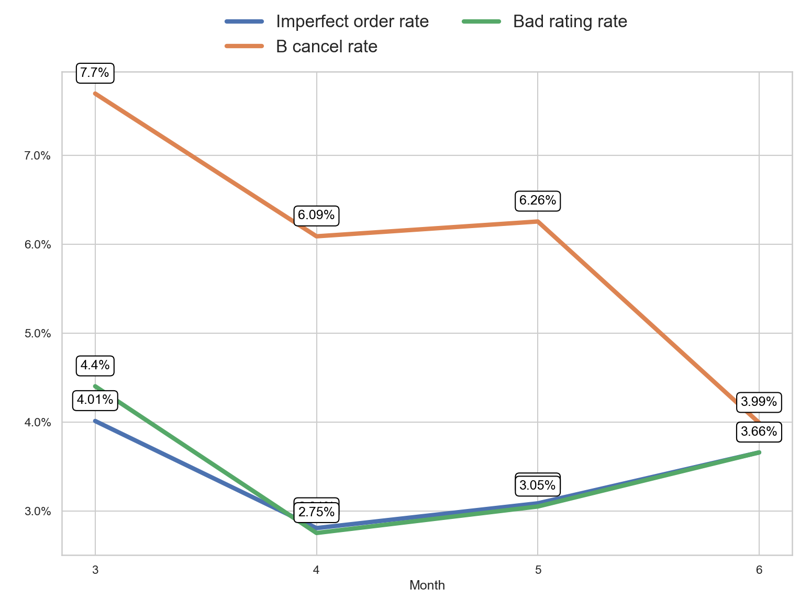 Imperfect order rate
B cancel rate
Bad rating rate
7.7%
7.0%
6.09%
6.26%
6.0%
5.0%
4.4%
4.01%
4.0%
3.99%
3.66%
3.05%
3.0%
2.75%
3 4 5 6
Month